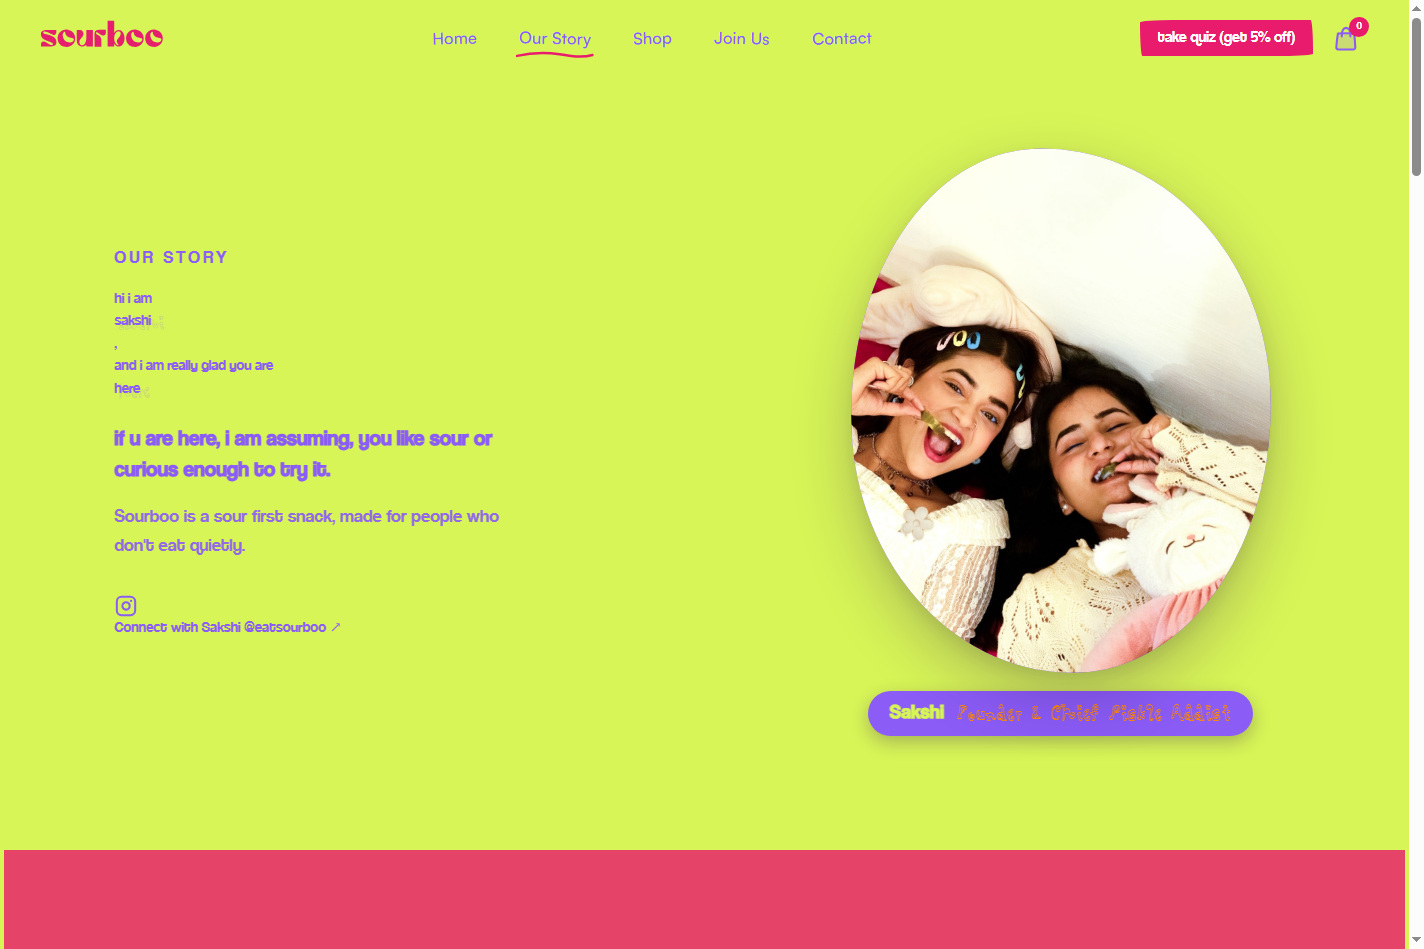 sourboo
Home
Our Story
Shop
Join Us
Contact
take quiz (get 5% off)
0
OUR STORY
hi i am
sakshi
,
and i am really glad you are
here
if u are here, i am assuming, you like sour or
curious enough to try it.
Sourboo is a sour first snack, made for people who
don't eat quietly.
Connect with Sakshi @eatsourboo ↗
Sakshi Founder & Chief Pickle Addict